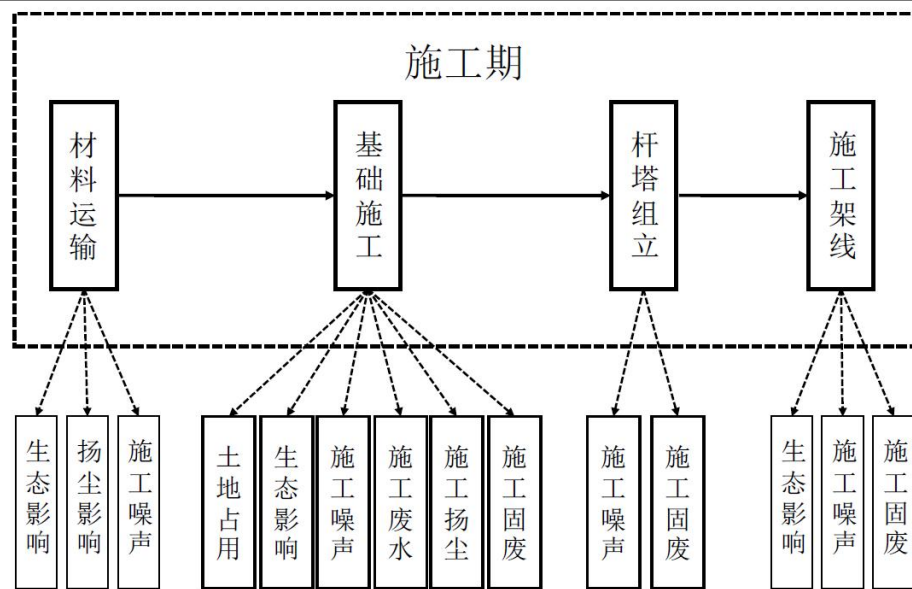 施工期
材料运输
基础施工
杆塔组立
施工架线
生态影响
扬尘影响
施工噪声
土地占用
生态影响
施工噪声
施工废水
施工扬尘
施工固废
施工噪声
施工固废
生态影响
施工噪声
施工固废